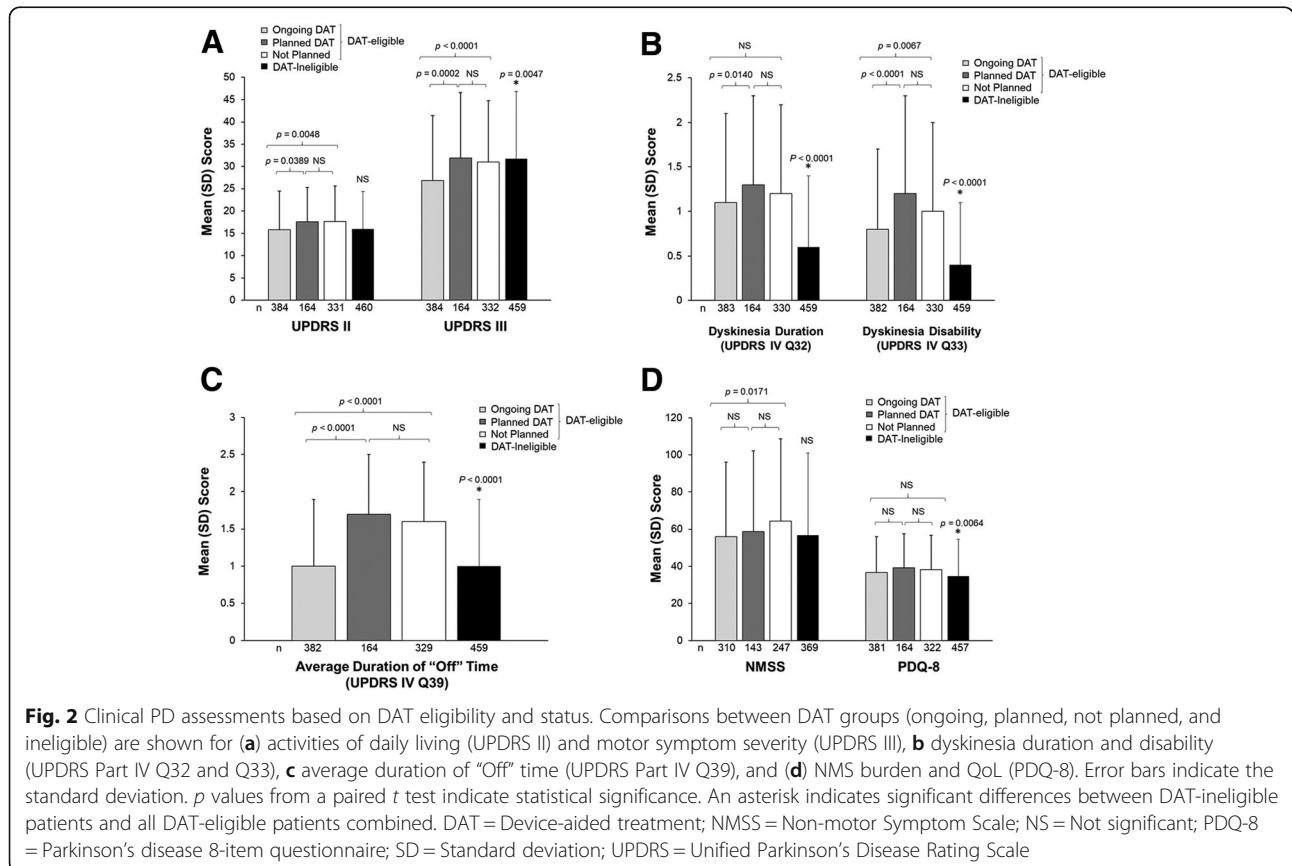 A
Ongoing DAT
Planned DAT
Not Planned
DAT-Ineligible
DAT-eligible
p < 0.0001
p = 0.0002
NS
p = 0.0047
*
p = 0.0048
p = 0.0389
NS
NS
Mean (SD) Score
50
45
40
35
30
25
20
15
10
5
0
n 384 164 331 460 384 164 332 459
UPDRS II UPDRS III
B
Ongoing DAT
Planned DAT
Not Planned
DAT-Ineligible
DAT-eligible
NS
p = 0.0140
NS
p = 0.0067
p < 0.0001
NS
P < 0.0001
*
P < 0.0001
*
Mean (SD) Score
2.5
2
1.5
1
0.5
0
n 383 164 330 459 382 164 330 459
Dyskinesia Duration Dyskinesia Disability
(UPDRS IV Q32) (UPDRS IV Q33)
C
Ongoing DAT
Planned DAT
Not Planned
DAT-Ineligible
DAT-eligible
p < 0.0001
p < 0.0001
NS
P < 0.0001
*
Mean (SD) Score
3
2.5
2
1.5
1
0.5
0
n 382 164 329 459
Average Duration of “Off” Time
(UPDRS IV Q39)
D
Ongoing DAT
Planned DAT
Not Planned
DAT-Ineligible
DAT-eligible
p = 0.0171
NS
NS
NS
NS
NS
NS
p = 0.0064
*
Mean (SD) Score
120
100
80
60
40
20
0
n 310 143 247 369 381 164 322 457
NMSS PDQ-8
Fig. 2 Clinical PD assessments based on DAT eligibility and status. Comparisons between DAT groups (ongoing, planned, not planned, and
ineligible) are shown for (a) activities of daily living (UPDRS II) and motor symptom severity (UPDRS III), b dyskinesia duration and disability
(UPDRS Part IV Q32 and Q33), c average duration of “Off” time (UPDRS Part IV Q39), and (d) NMS burden and QoL (PDQ-8). Error bars indicate the
standard deviation. p values from a paired t test indicate statistical significance. An asterisk indicates significant differences between DAT-ineligible
patients and all DAT-eligible patients combined. DAT = Device-aided treatment; NMSS = Non-motor Symptom Scale; NS = Not significant; PDQ-8
= Parkinson’s disease 8-item questionnaire; SD = Standard deviation; UPDRS = Unified Parkinson’s Disease Rating Scale